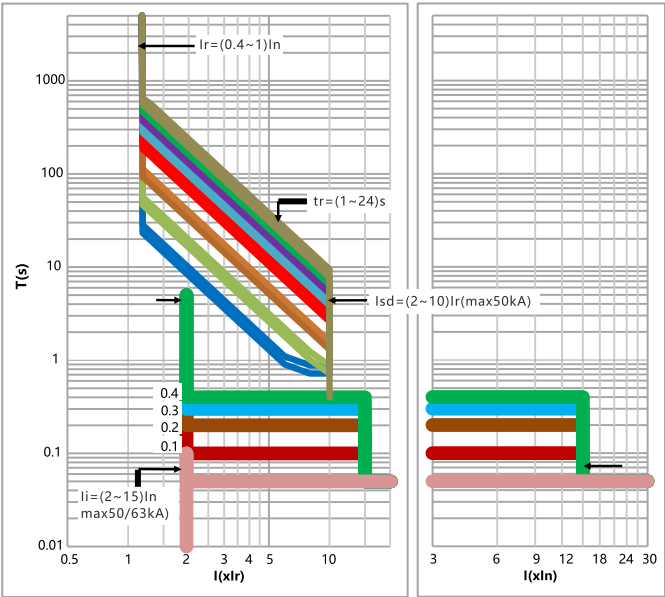 Ir=(0.4~1)In
1000
100
tr=(1~24)s
10
T(s)
Isd=(2~10)Ir(max50kA)
1
0.4
0.3
0.2
0.1
0.1
Ii=(2~15)In
max50/63kA)
0.01
0.5 1 2 3 4 5 10
I(xIr)
3 6 9 12 18 24 30
I(xIn)